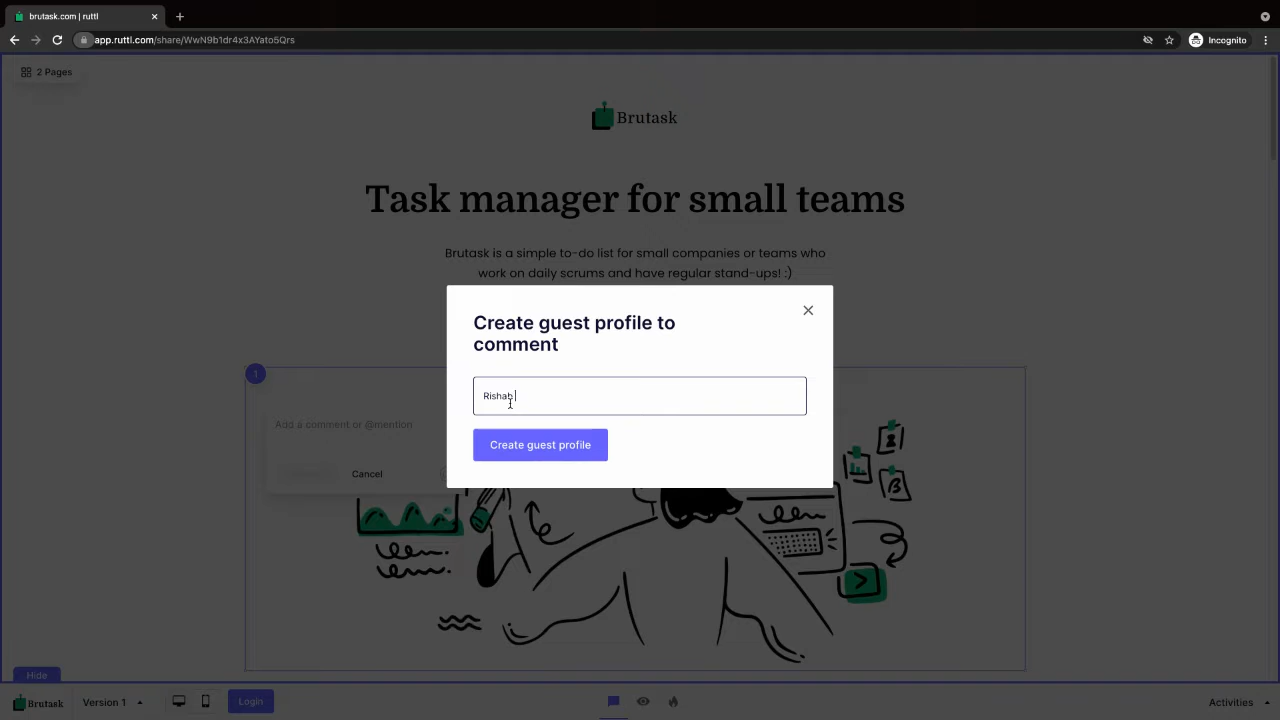 brutask.com | ruttl
app.ruttl.com/share/WwN9b1dr4x3AYato5Qrs
Incognito
2 Pages
Brutask
Task manager for small teams
Brutask is a simple to-do list for small companies or teams who
work on daily scrums and have regular stand-ups! :)
Create guest profile to
comment
Rishab
Create guest profile
1
Add a comment or @mention
Cancel
Hide
Brutask
Version 1
Login
Activities